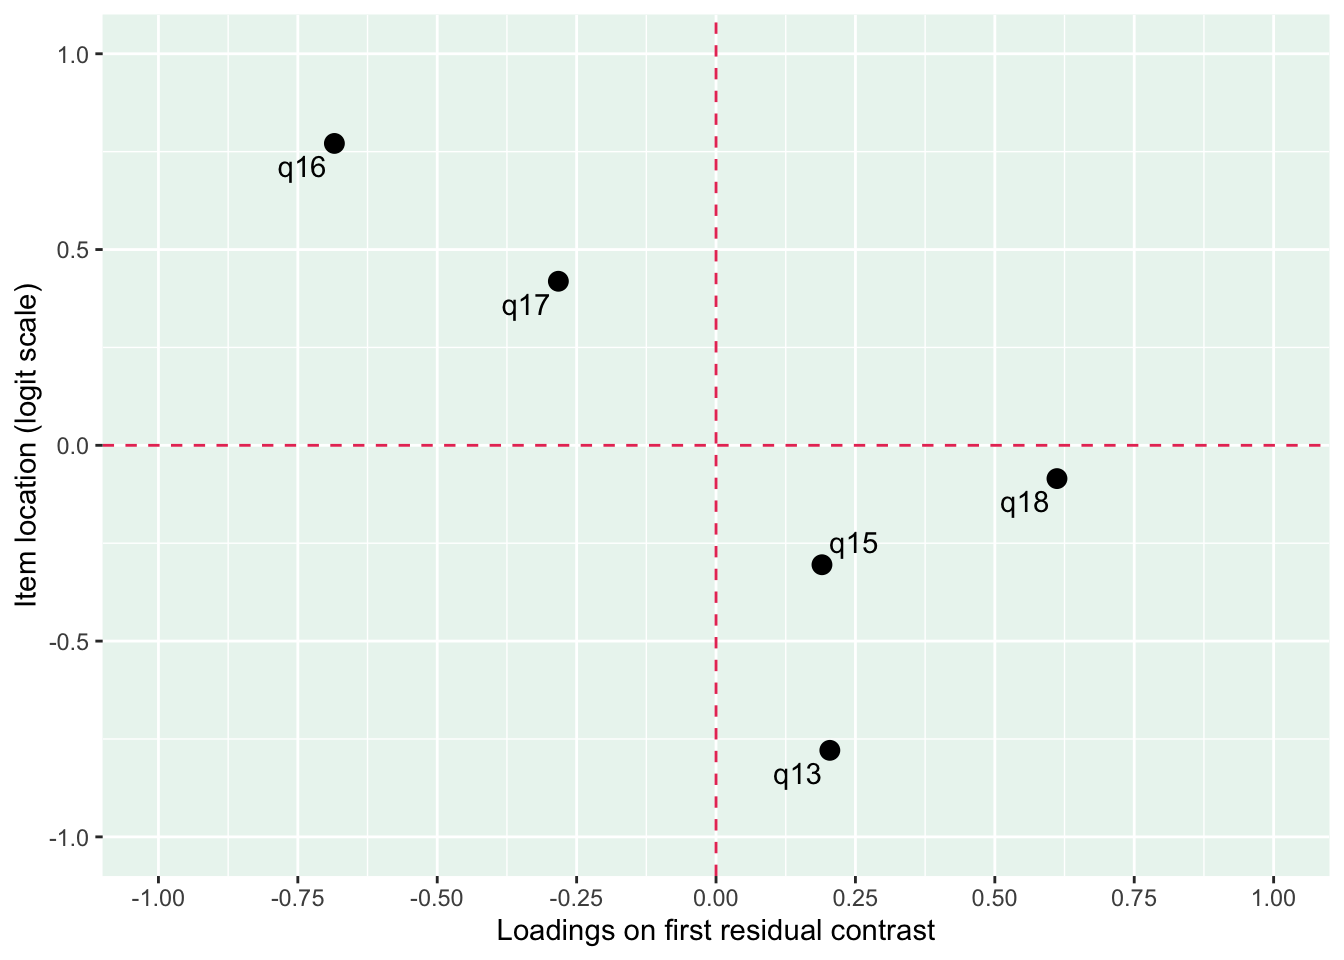 1.0
q16
0.5
q17
0.0
q18
q15
-0.5
q13
-1.0
Item location (logit scale)
-1.00 -0.75 -0.50 -0.25 0.00 0.25 0.50 0.75 1.00
Loadings on first residual contrast